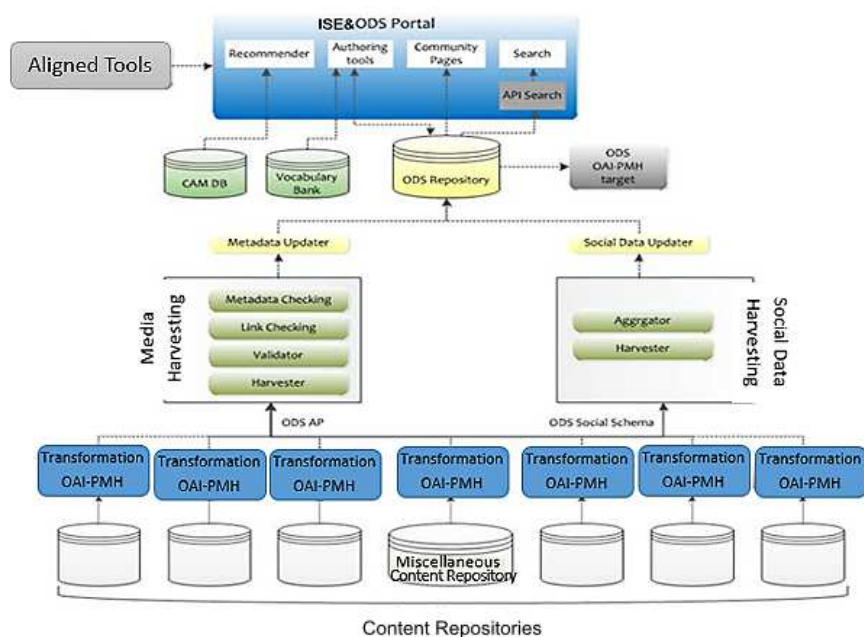 ISE&ODS Portal
Aligned Tools
Recommender
Authoring
tools
Community
Pages
Search
API Search
CAM DB
Vocabulary
Bank
ODS Repository
ODS
OAI-PMH
target
Metadata Updater
Social Data Updater
Media
Harvesting
Metadata Checking
Link Checking
Validator
Harvester
Aggrgator
Harvester
Social Data
Harvesting
ODS AP
ODS Social Schema
Transformation
OAI-PMH
Transformation
OAI-PMH
Transformation
OAI-PMH
Transformation
OAI-PMH
Transformation
OAI-PMH
Transformation
OAI-PMH
Transformation
OAI-PMH
Miscellaneous
Content Repository
Content Repositories